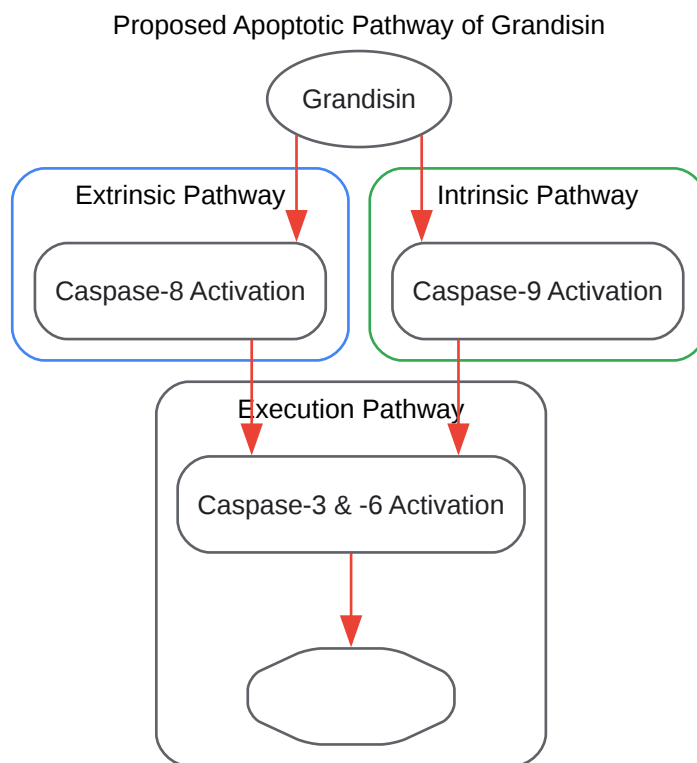 Proposed Apoptotic Pathway of Grandisin
Grandisin
Extrinsic Pathway
Intrinsic Pathway
Caspase-8 Activation
Caspase-9 Activation
Execution Pathway
Caspase-3 & -6 Activation